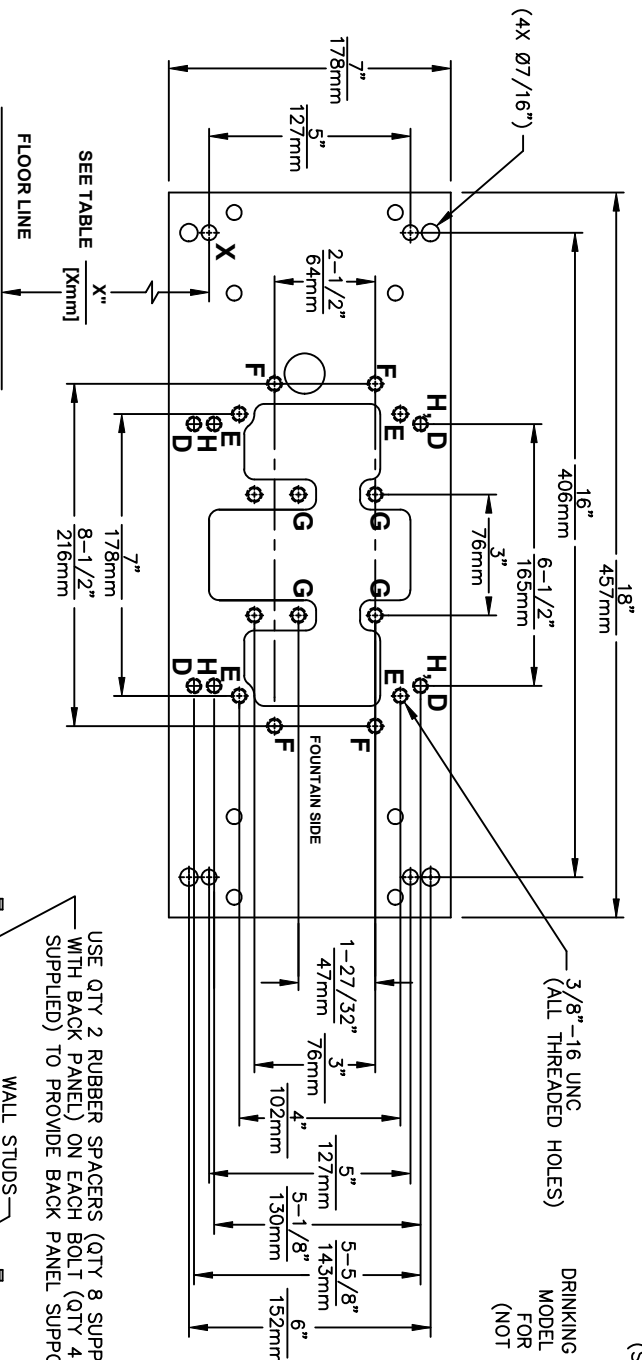 (4X Ø7/16")
7"
178mm
5"
127mm
18"
457mm
16"
406mm
6-1/2"
165mm
3"
76mm
2-1/2"
64mm
SEE TABLE
X"
[Xmm]
FLOOR LINE
X
F
F
H, D
E
E
H
D
G
G
G
G
H, D
E
E
H
D
F
F
7"
178mm
8-1/2"
216mm
FOUNTAIN SIDE
3/8"-16 UNC
(ALL THREADED HOLES)
1-27/32"
47mm
3"
76mm
4"
102mm
5"
127mm
5-1/8"
130mm
5-5/8"
143mm
6"
152mm
DRINKING
MODEL
FOR
(NOT
USE QTY 2 RUBBER SPACERS (QTY 8 SUPP
WITH BACK PANEL) ON EACH BOLT (QTY 4
SUPPLIED) TO PROVIDE BACK PANEL SUPPO
WALL STUDS